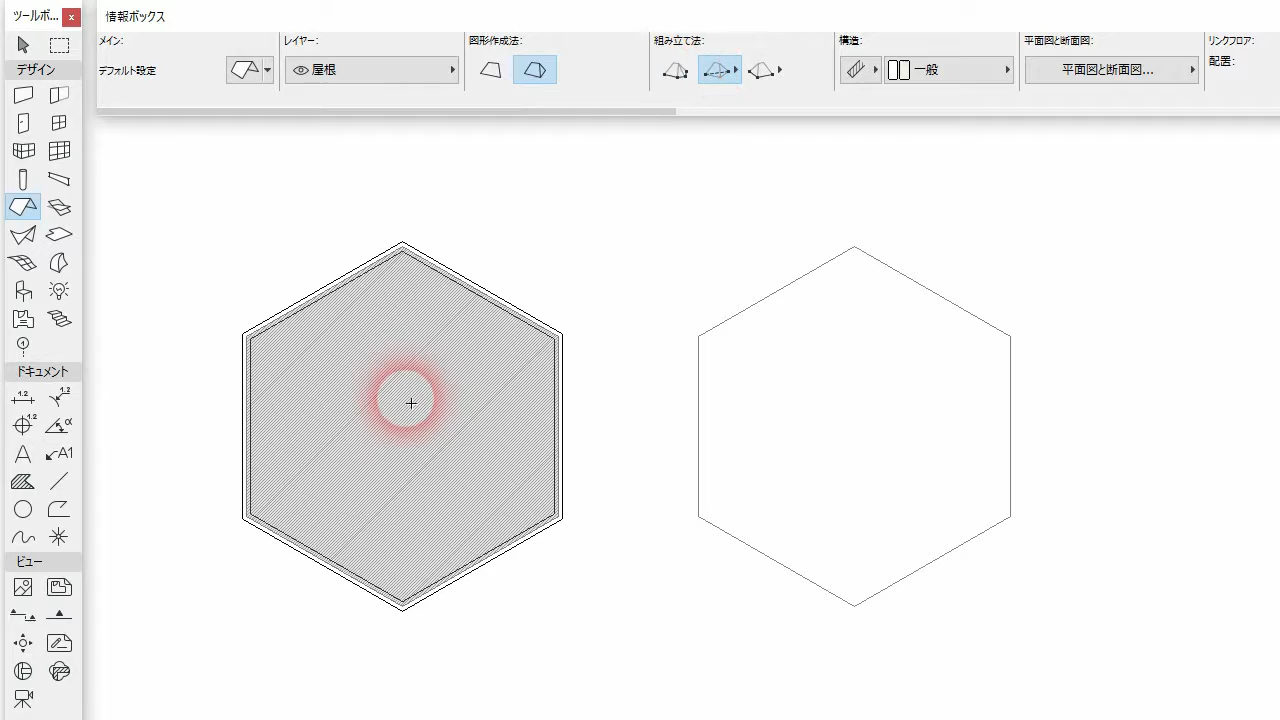 ツールボ...
x
情報ボックス
メイン:
デフォルト設定
レイヤー:
屋根
図形作成法:
組み立て法:
構造:
一般
平面図と断面図:
平面図と断面図...
リンクフロア:
配置:
デザイン
1
ドキュメント
1.2
1.2
1.2
α
A
A1
ビュー